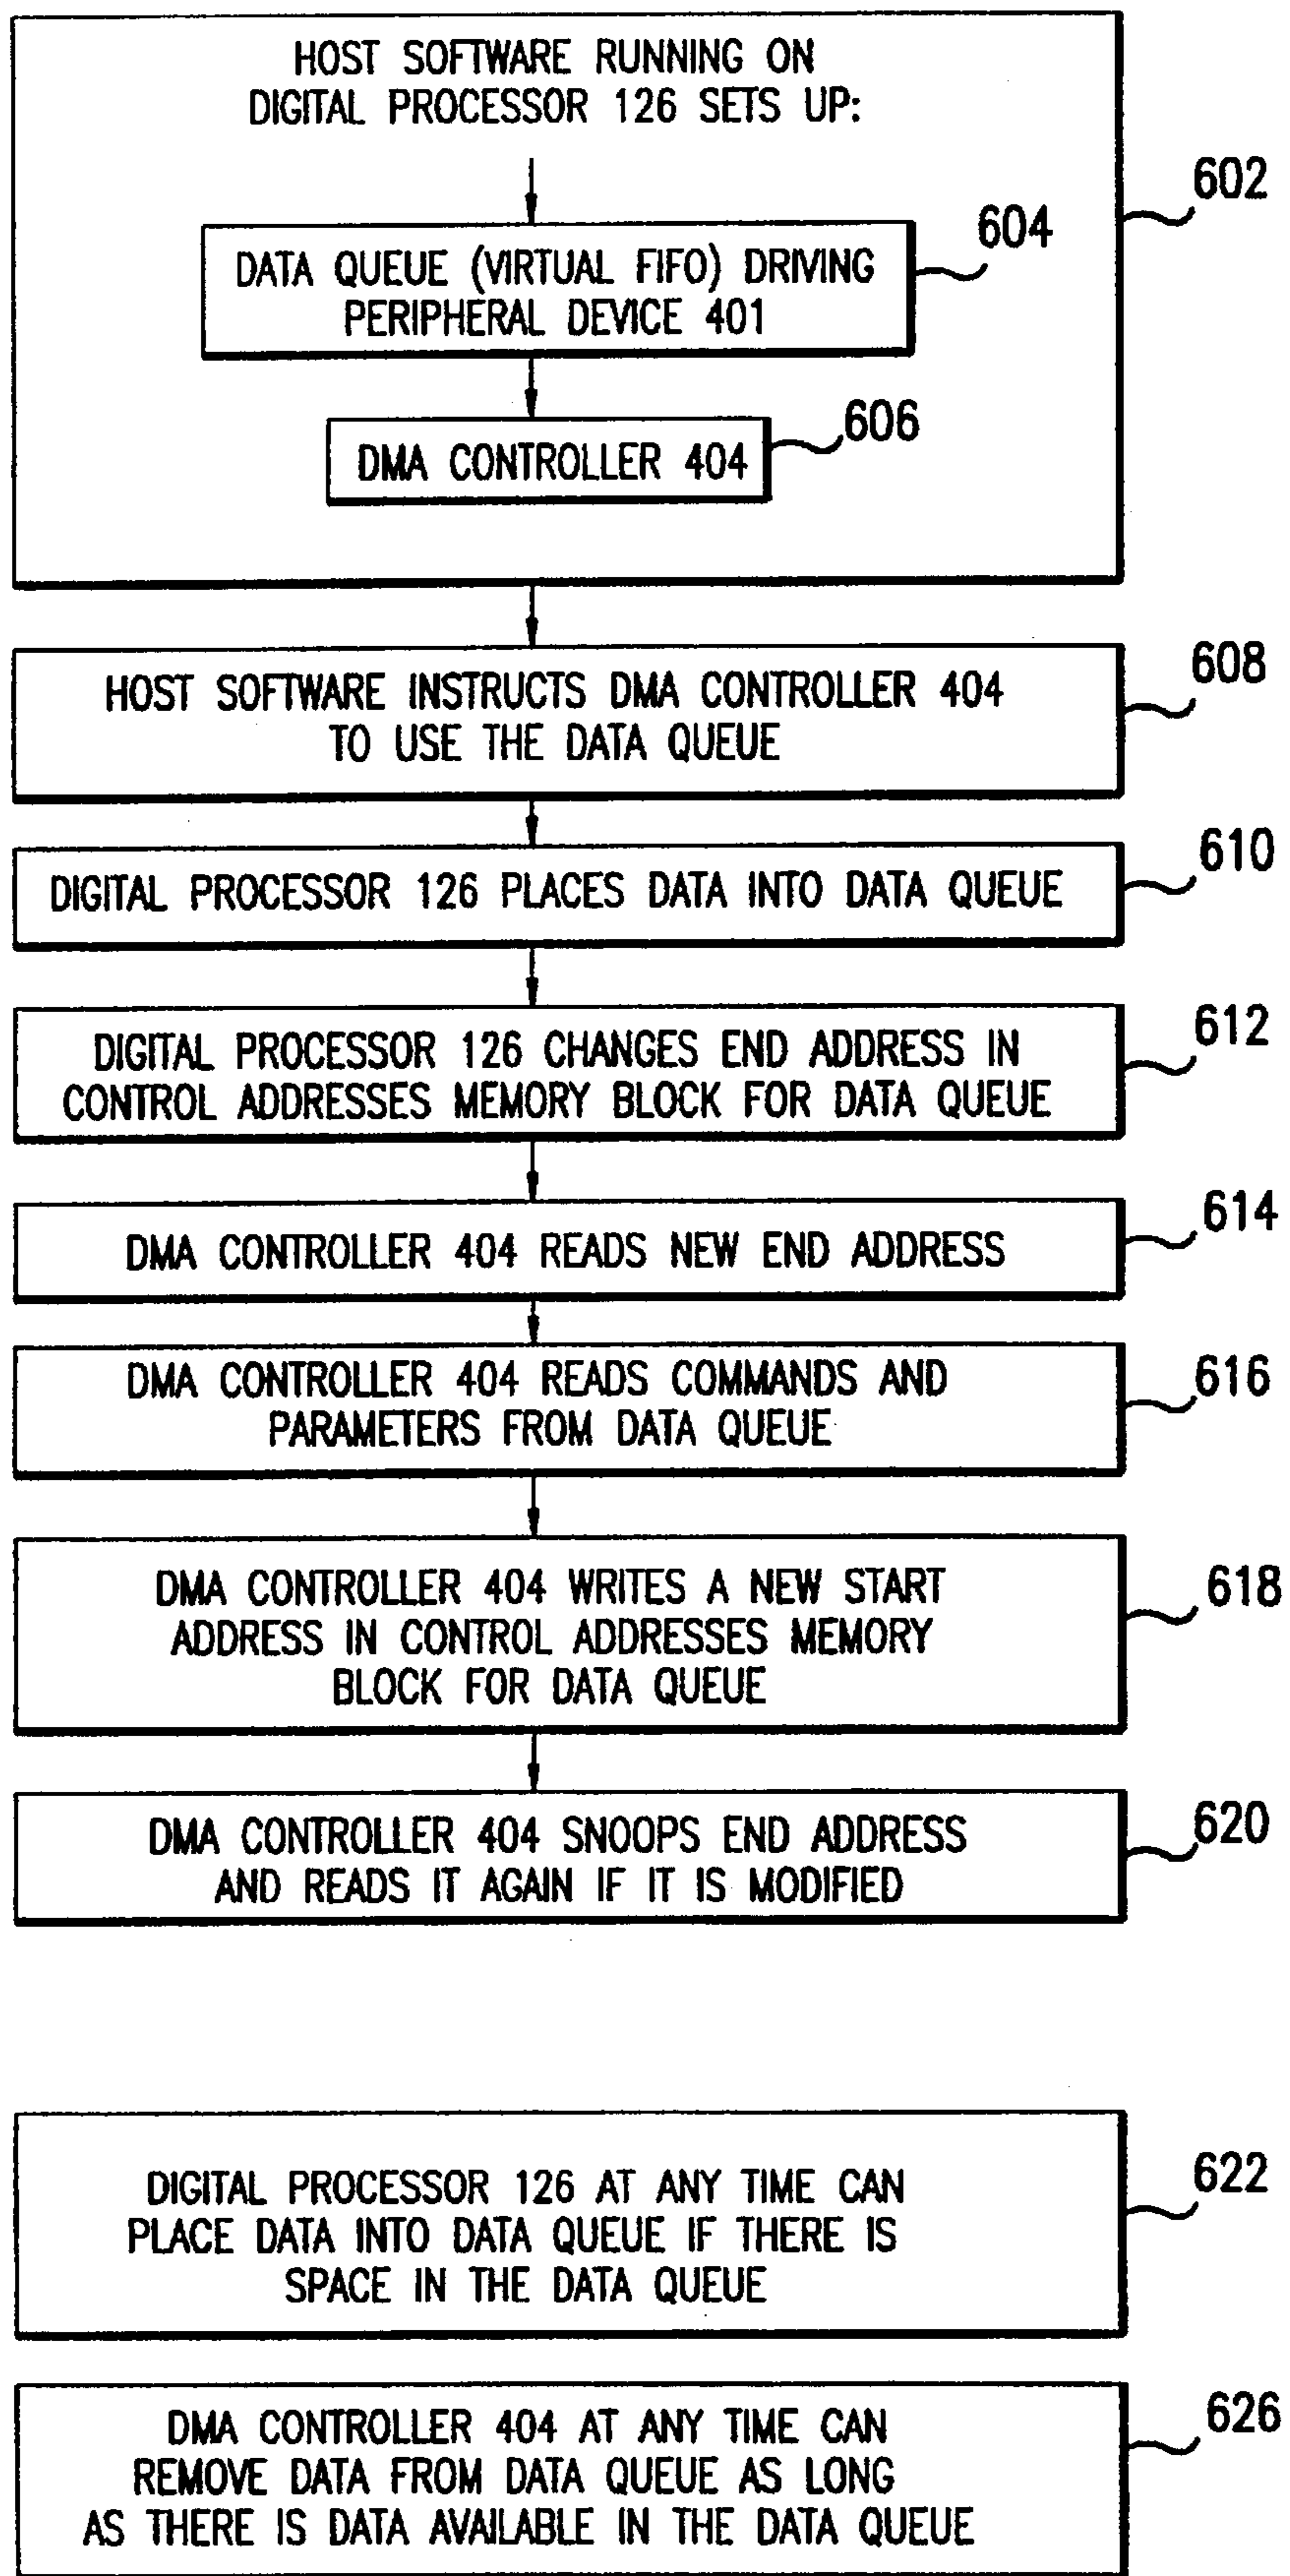 HOST SOFTWARE RUNNING ON
DIGITAL PROCESSOR 126 SETS UP:
602
604
DATA QUEUE (VIRTUAL FIFO) DRIVING
PERIPHERAL DEVICE 401
606
DMA CONTROLLER 404
608
HOST SOFTWARE INSTRUCTS DMA CONTROLLER 404
TO USE THE DATA QUEUE
610
DIGITAL PROCESSOR 126 PLACES DATA INTO DATA QUEUE
612
DIGITAL PROCESSOR 126 CHANGES END ADDRESS IN
CONTROL ADDRESSES MEMORY BLOCK FOR DATA QUEUE
614
DMA CONTROLLER 404 READS NEW END ADDRESS
616
DMA CONTROLLER 404 READS COMMANDS AND
PARAMETERS FROM DATA QUEUE
618
DMA CONTROLLER 404 WRITES A NEW START
ADDRESS IN CONTROL ADDRESSES MEMORY
BLOCK FOR DATA QUEUE
620
DMA CONTROLLER 404 SNOOPS END ADDRESS
AND READS IT AGAIN IF IT IS MODIFIED
622
DIGITAL PROCESSOR 126 AT ANY TIME CAN
PLACE DATA INTO DATA QUEUE IF THERE IS
SPACE IN THE DATA QUEUE
626
DMA CONTROLLER 404 AT ANY TIME CAN
REMOVE DATA FROM DATA QUEUE AS LONG
AS THERE IS DATA AVAILABLE IN THE DATA QUEUE